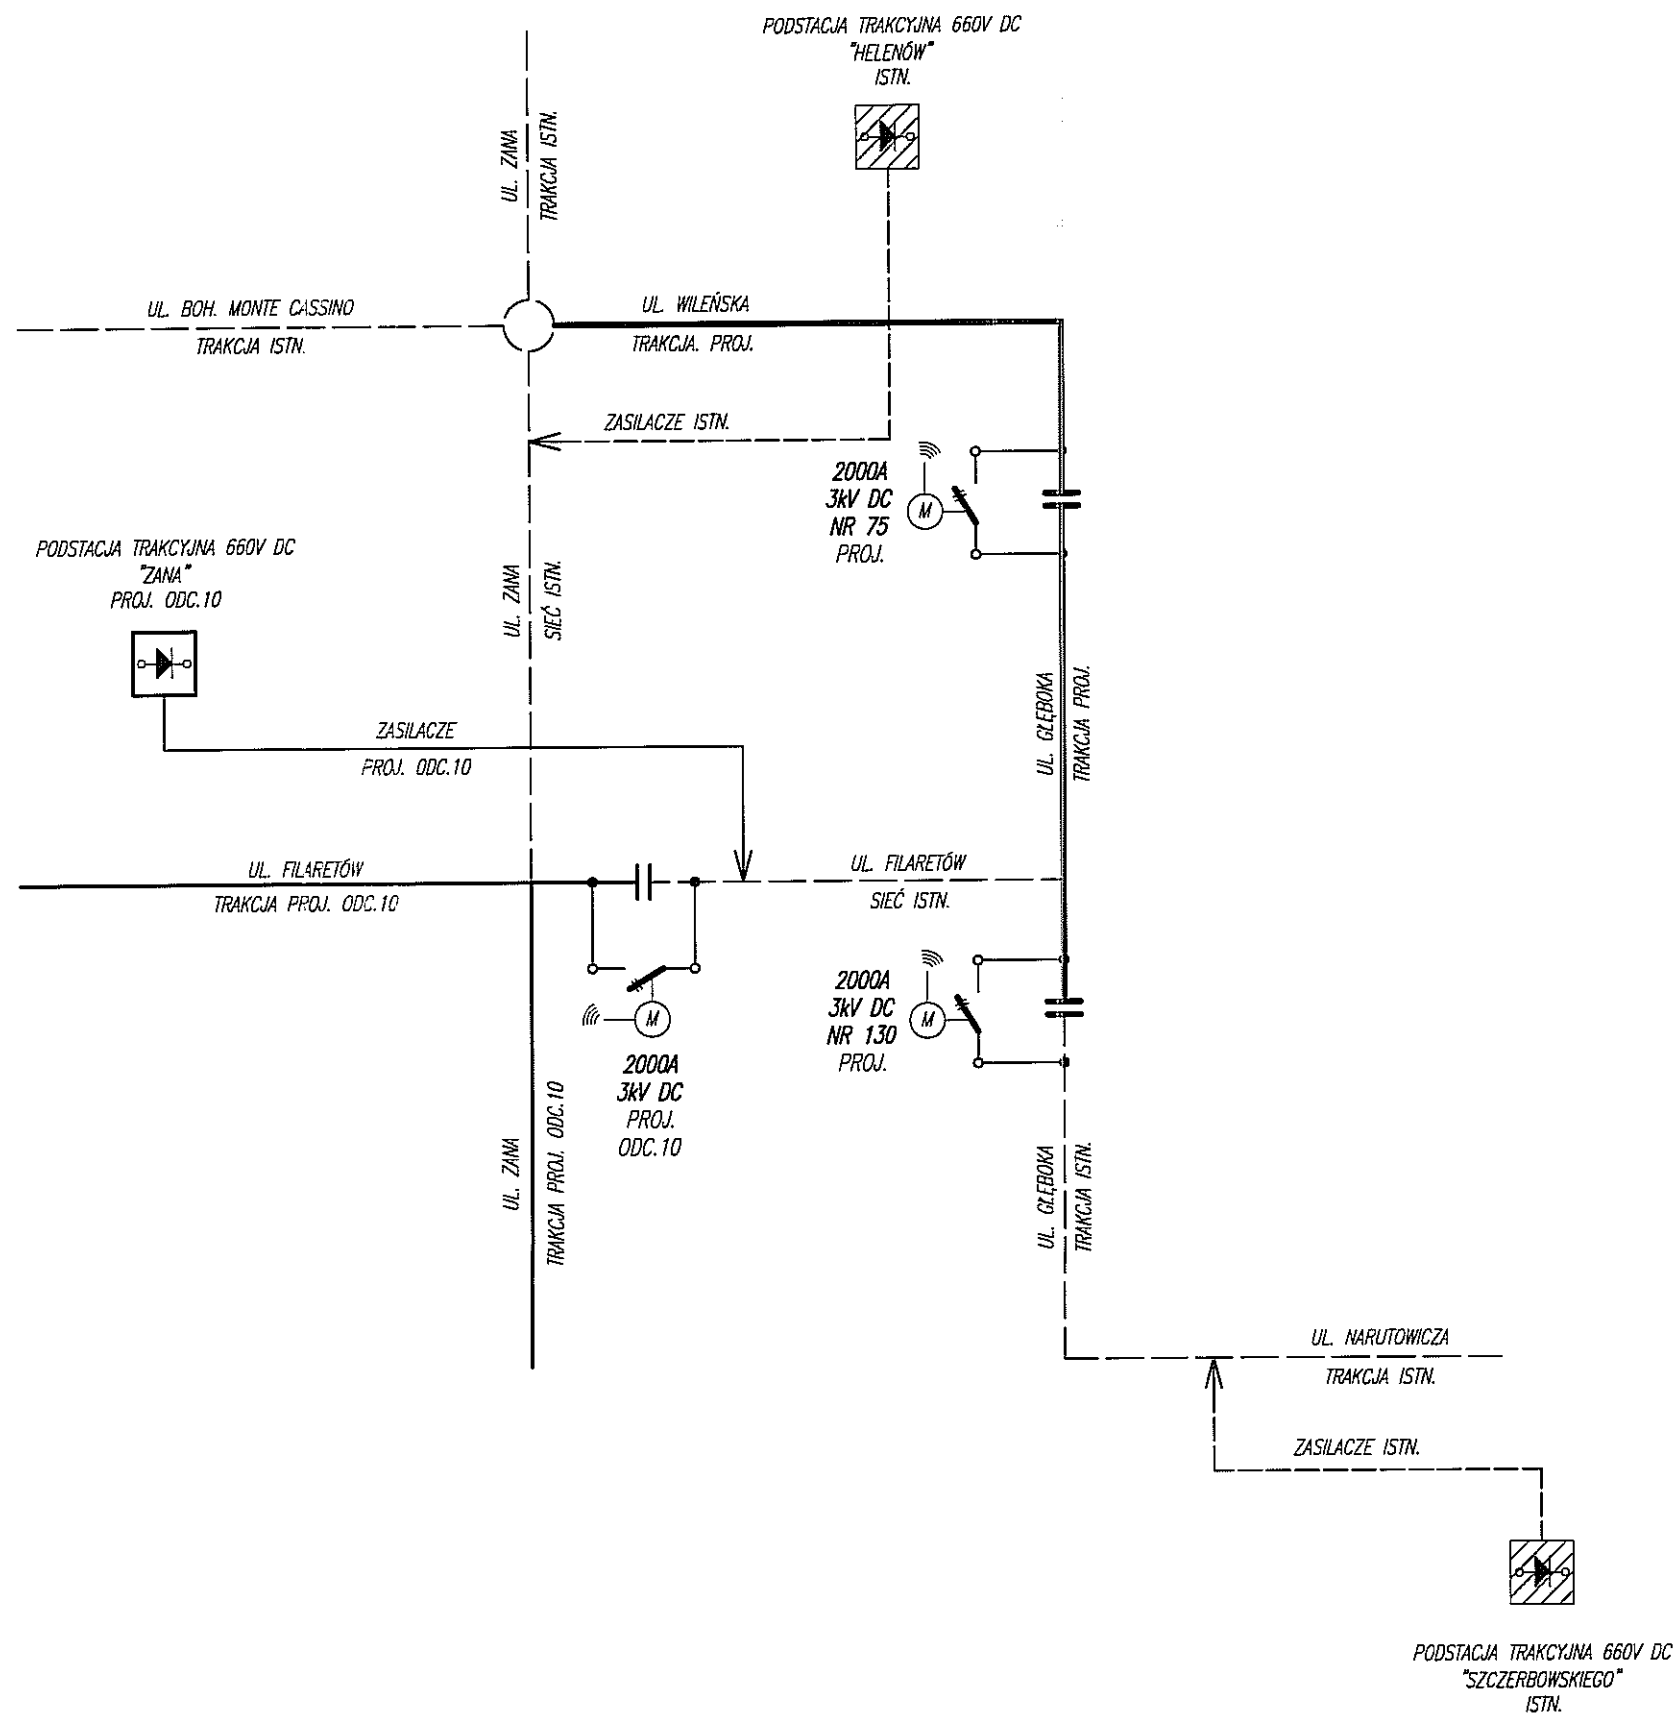 PODSTACJA TRAKCYJNA 660V DC
"HELENÓW"
ISTN.
UL. ZANA
TRAKCJA ISTN.
UL. BOH. MONTE CASSINO
TRAKCJA ISTN.
UL. WILEŃSKA
TRAKCJA. PROJ.
ZASILACZE ISTN.
2000A
3kV DC
NR 75
PROJ.
M
PODSTACJA TRAKCYJNA 660V DC
"ZANA"
PROJ. ODC.10
UL. ZANA
SIEĆ ISTN.
UL. GŁĘBOKA
TRAKCJA PROJ.
ZASILACZE
PROJ. ODC.10
UL. FILARETÓW
TRAKCJA PROJ. ODC.10
UL. FILARETÓW
SIEĆ ISTN.
2000A
3kV DC
NR 130
PROJ.
M
M
2000A
3kV DC
PROJ.
ODC.10
UL. ZANA
TRAKCJA PROJ. ODC.10
UL. GŁĘBOKA
TRAKCJA ISTN.
UL. NARUTOWICZA
TRAKCJA ISTN.
ZASILACZE ISTN.
PODSTACJA TRAKCYJNA 660V DC
"SZCZERBOWSKIEGO"
ISTN.